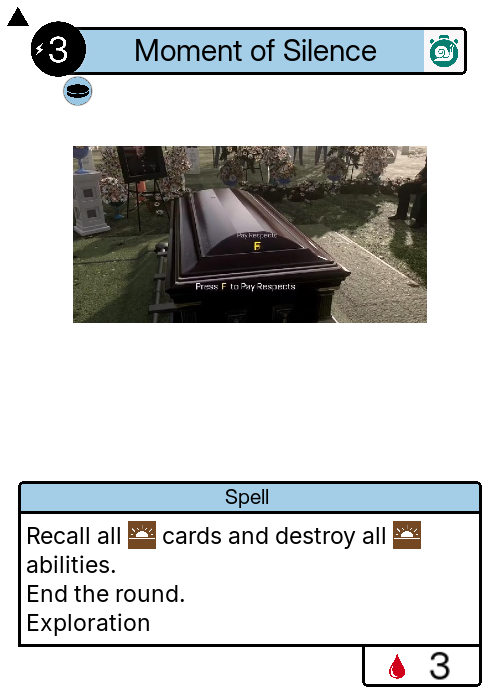 3
Moment of Silence
Pay Respects
F
Press F to Pay Respects
Spell
Recall all cards and destroy all
abilities.
End the round.
Exploration
3